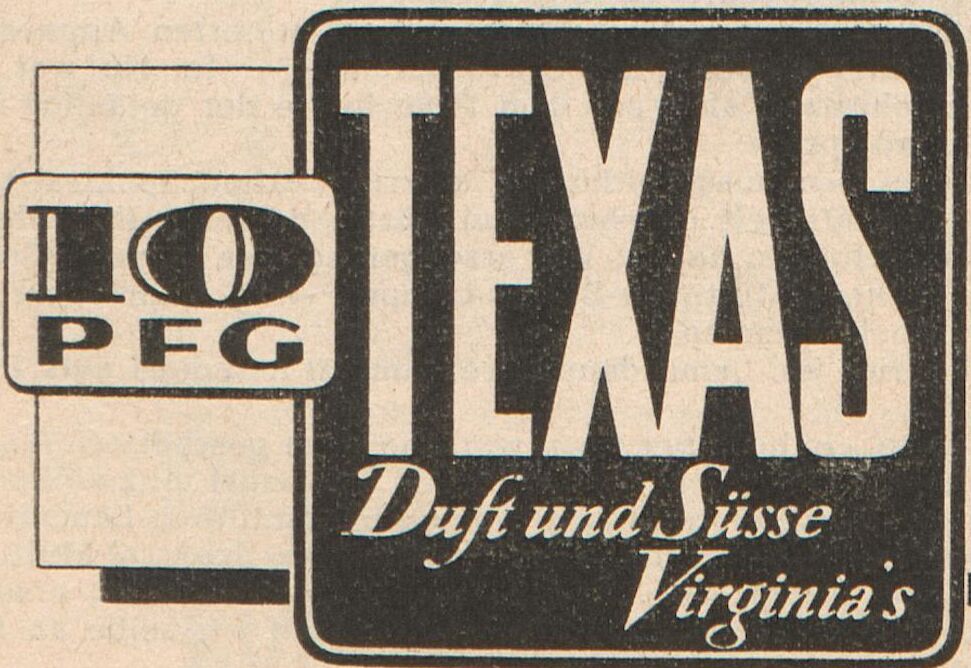 10
PFG
TEXAS
Duft und Süsse
Virginia's